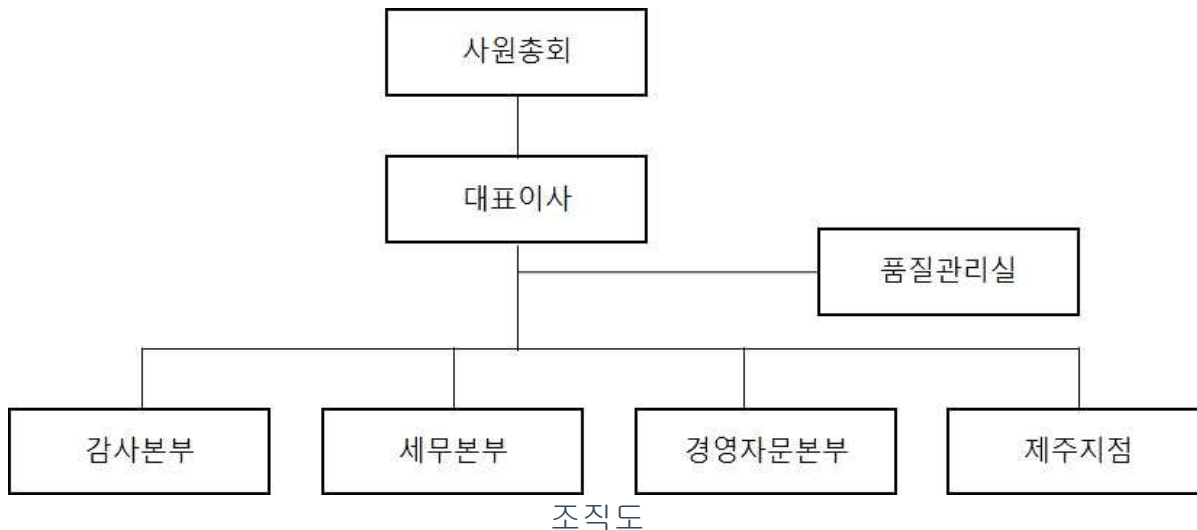 사원총회
대표이사
품질관리실
감사본부
세무본부
경영자문본부
제주지점
조직도